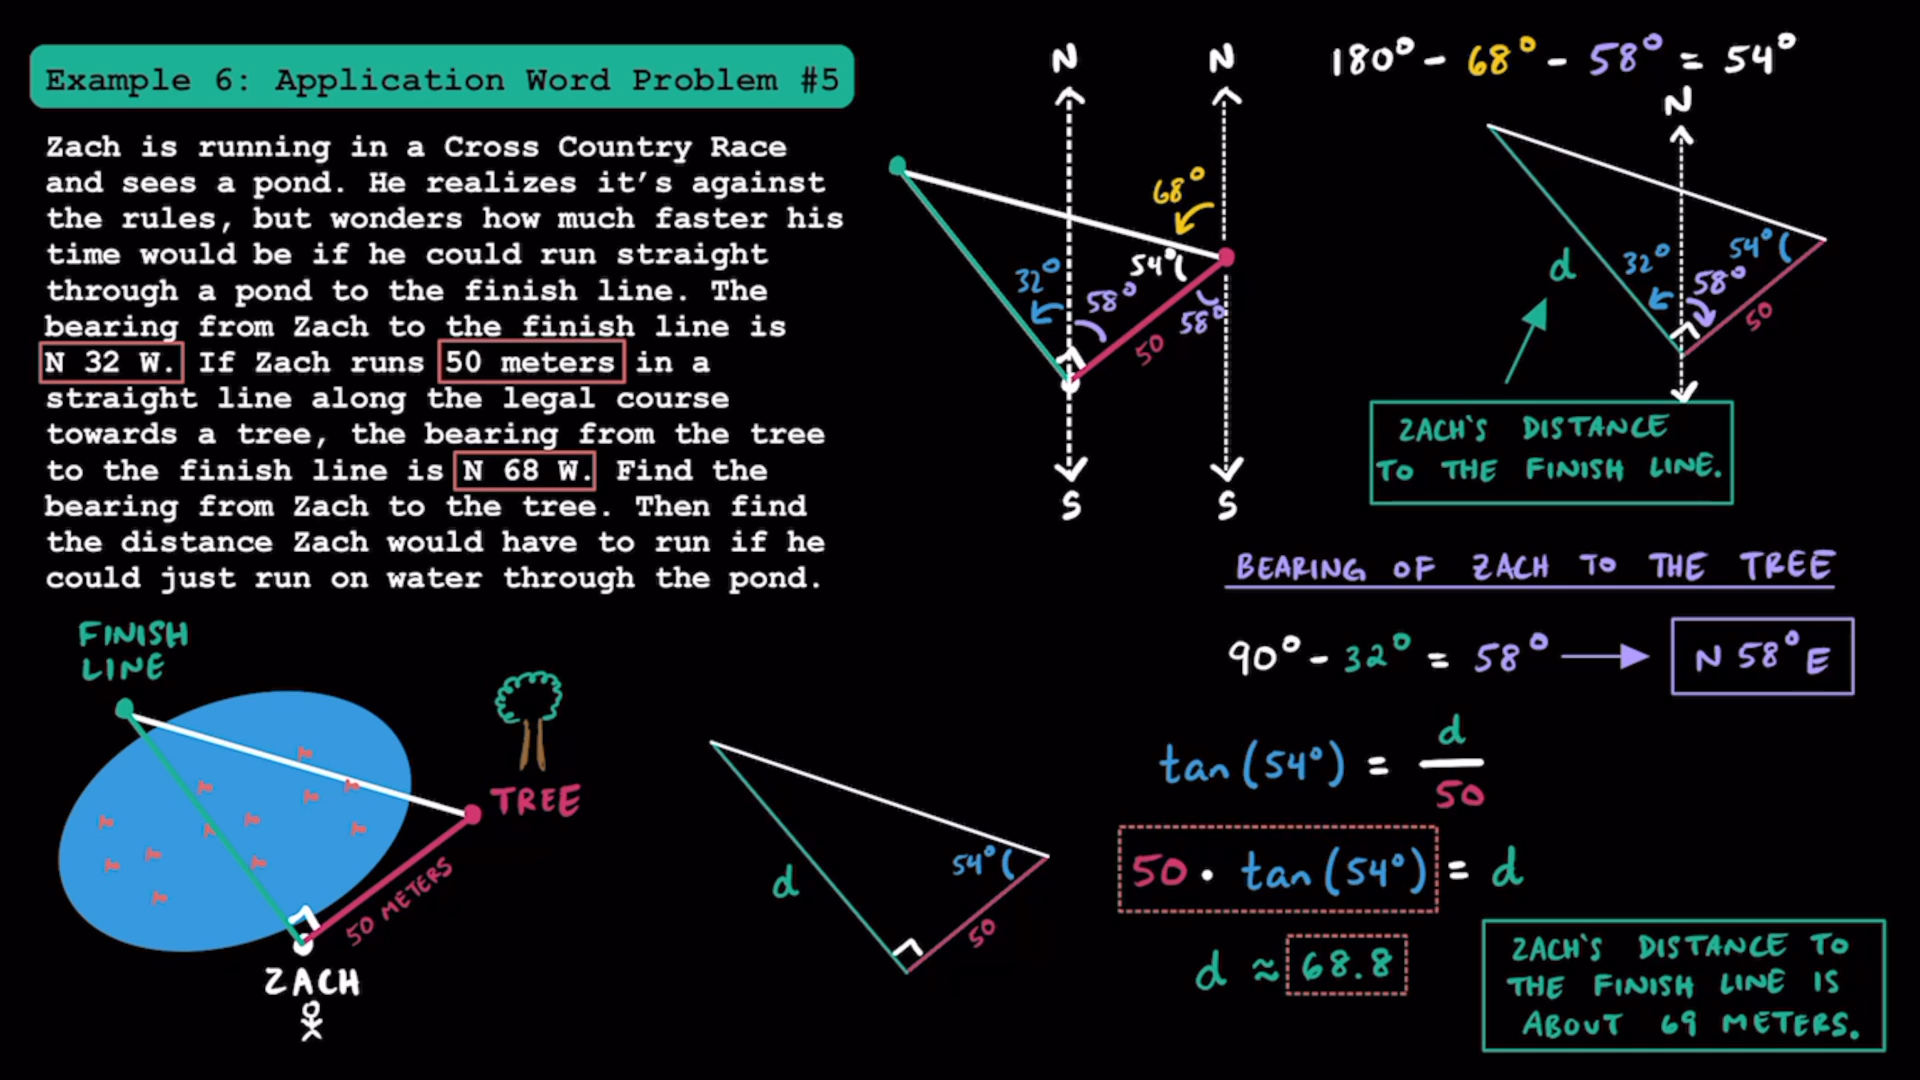 Example 6: Application Word Problem #5
Zach is running in a Cross Country Race
and sees a pond. He realizes it's against
the rules, but wonders how much faster his
time would be if he could run straight
through a pond to the finish line. The
bearing from Zach to the finish line is
N 32 W. If Zach runs 50 meters in a
straight line along the legal course
towards a tree, the bearing from the tree
to the finish line is N 68 W. Find the
bearing from Zach to the tree. Then find
the distance Zach would have to run if he
could just run on water through the pond.
FINISH
LINE
TREE
50 METERS
ZACH
N N
68°
54°
32°
58°
58°
50
S S
180° - 68° - 58° = 54°
N
32°
54°
58°
d
50
ZACH'S DISTANCE
TO THE FINISH LINE.
BEARING OF ZACH TO THE TREE
90° - 32° = 58° → N 58° E
d
54°
50
tan(54°) = d
50
50 · tan(54°) = d
d ≈ 68.8
ZACH'S DISTANCE TO
THE FINISH LINE IS
ABOUT 69 METERS.